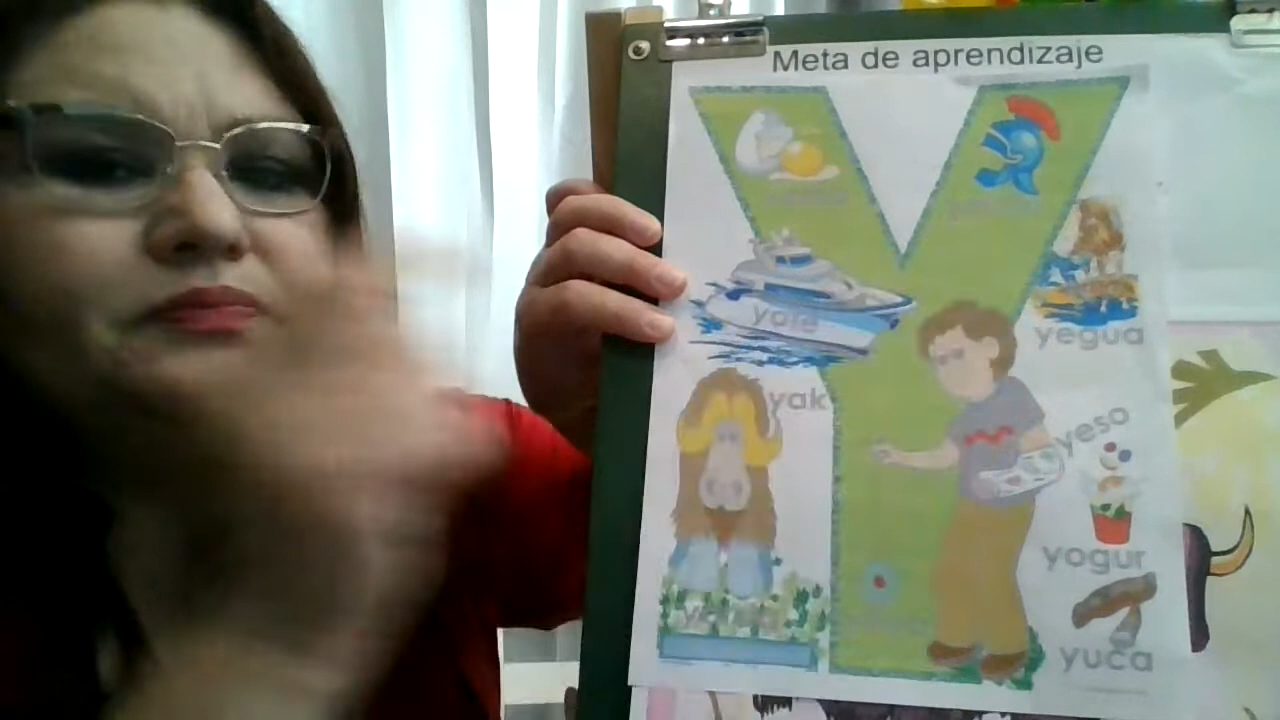 Meta de aprendizaje
yate
yegua
yak
yeso
yogur
yuca